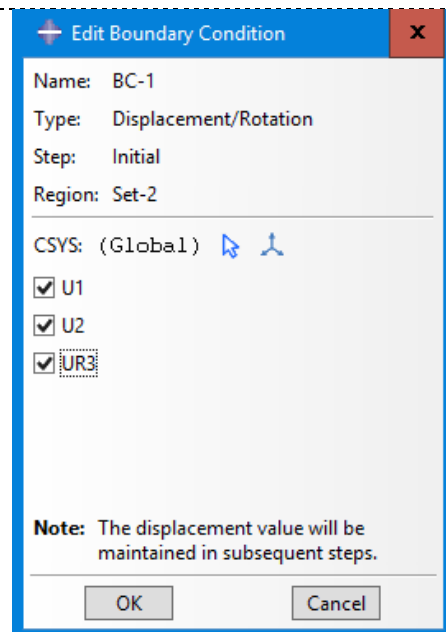 Edit Boundary Condition
x
Name: BC-1
Type: Displacement/Rotation
Step: Initial
Region: Set-2
CSYS: (Global)
U1
U2
UR3
Note: The displacement value will be
maintained in subsequent steps.
OK Cancel